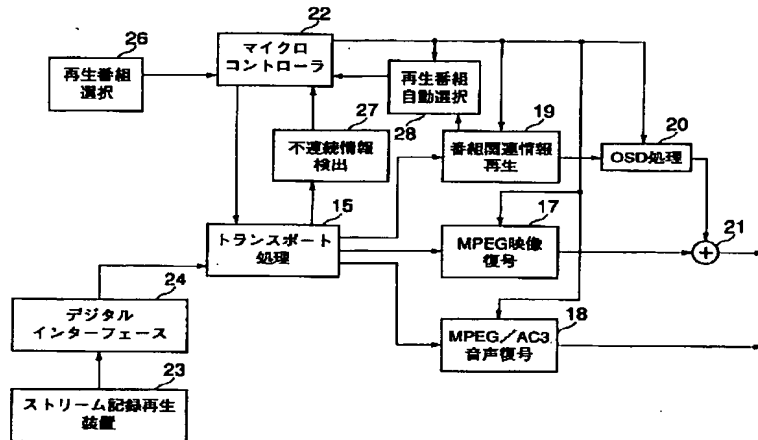 22
マイクロ
コントローラ
26
再生番組
選択
再生番組
自動選択
28
27
不連続情報
検出
19
番組関連情報
再生
20
OSD処理
15
トランスポート
処理
17
MPEG映像
復号
21
+
24
デジタル
インターフェース
18
MPEG/AC3
音声復号
23
ストリーム記録再生
装置